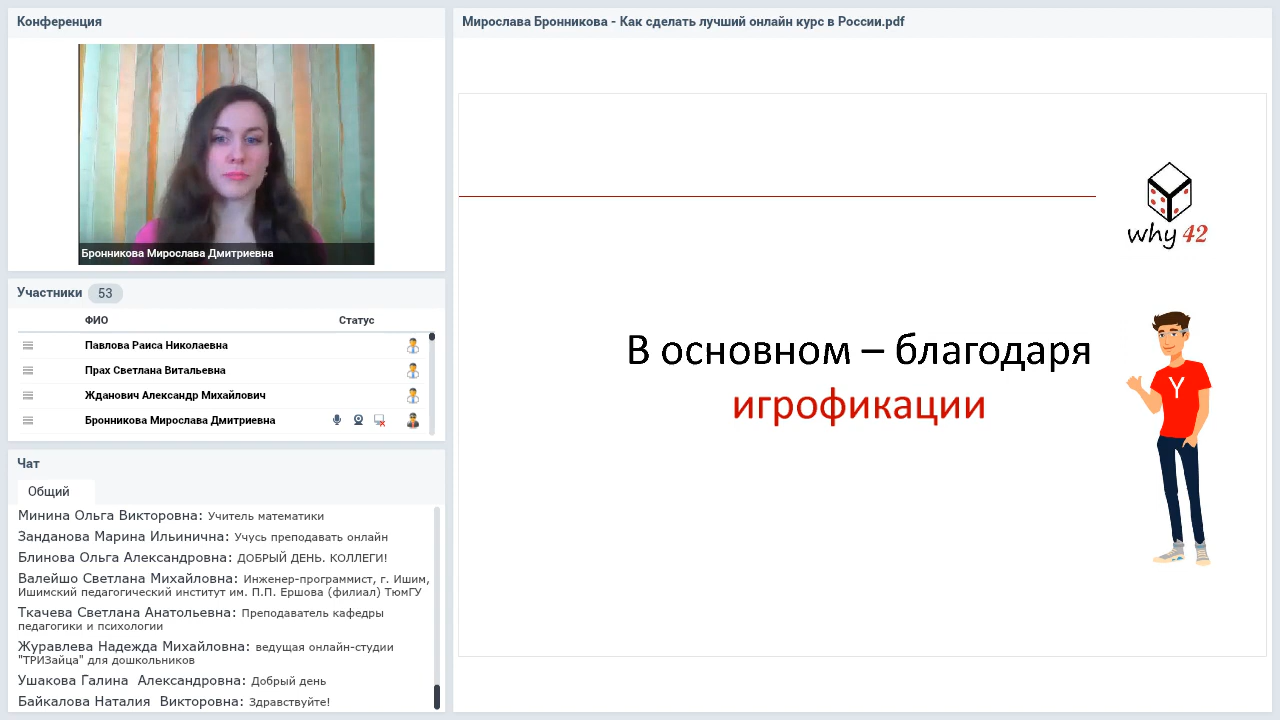 Конференция
Бронникова Мирослава Дмитриевна
Участники 53
ФИО Статус
Павлова Раиса Николаевна
Прах Светлана Витальевна
Жданович Александр Михайлович
Бронникова Мирослава Дмитриевна
Чат
Общий
Минина Ольга Викторовна: Учитель математики
Занданова Марина Ильинична: Учусь преподавать онлайн
Блинова Ольга Александровна: ДОБРЫЙ ДЕНЬ. КОЛЛЕГИ!
Валейшо Светлана Михайловна: Инженер-программист, г. Ишим,
Ишимский педагогический институт им. П.П. Ершова (филиал) ТюмГУ
Ткачева Светлана Анатольевна: Преподаватель кафедры
педагогики и психологии
Журавлева Надежда Михайловна: ведущая онлайн-студии
"ТРИЗайца" для дошкольников
Ушакова Галина Александровна: Добрый день
Байкалова Наталия Викторовна: Здравствуйте!
Мирослава Бронникова - Как сделать лучший онлайн курс в России.pdf
why 42
В основном – благодаря
игрофикации
Y